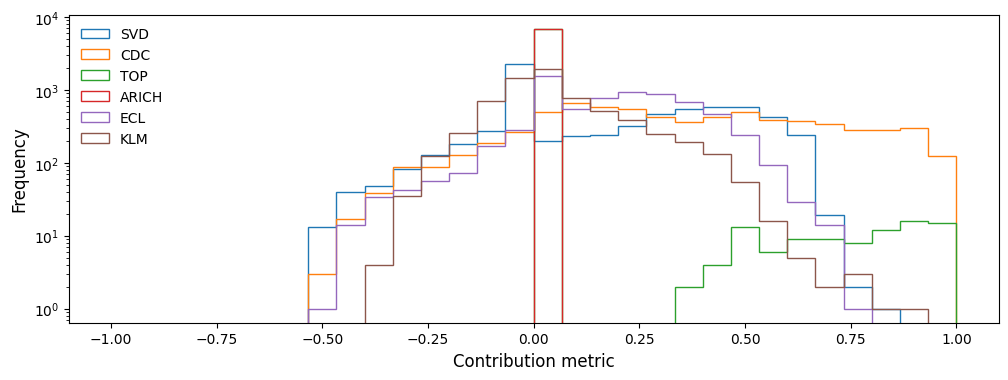 10⁴
10³
10²
10¹
10⁰
Frequency
SVD
CDC
TOP
ARICH
ECL
KLM
−1.00 −0.75 −0.50 −0.25 0.00 0.25 0.50 0.75 1.00
Contribution metric